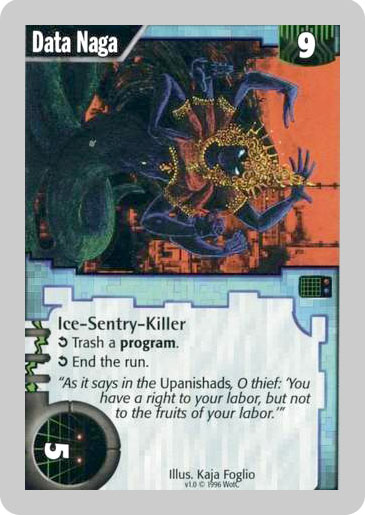 Data Naga
9
Ice-Sentry-Killer
Trash a program.
End the run.
"As it says in the Upanishads, O thief: 'You
have a right to your labor, but not
to the fruits of your labor.'"
5
Illus. Kaja Foglio
v1.0 © 1996 WotC